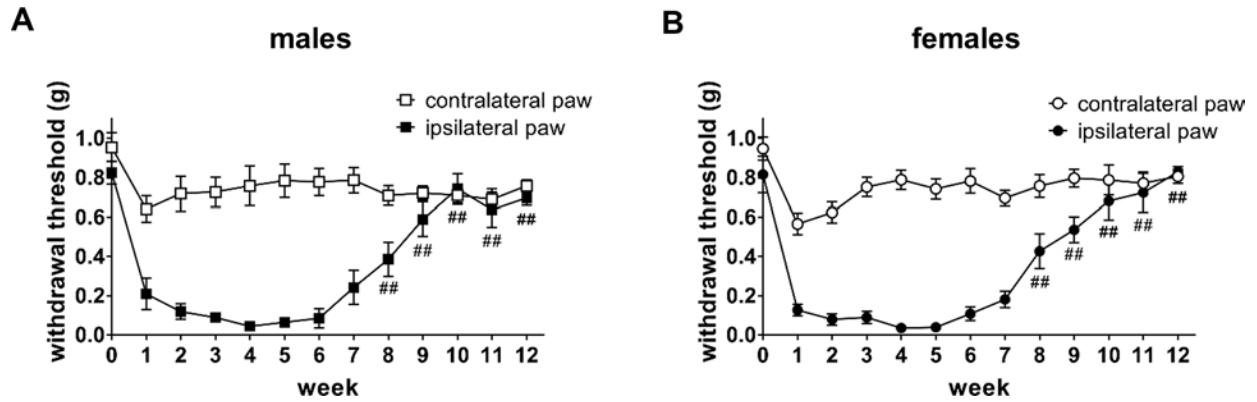 A
males
withdrawal threshold (g)
contralateral paw
ipsilateral paw
1.0
0.8
0.6
0.4
0.2
0.0
##
##
##
##
##
0 1 2 3 4 5 6 7 8 9 10 11 12
week
B
females
withdrawal threshold (g)
contralateral paw
ipsilateral paw
1.0
0.8
0.6
0.4
0.2
0.0
##
##
##
##
##
0 1 2 3 4 5 6 7 8 9 10 11 12
week